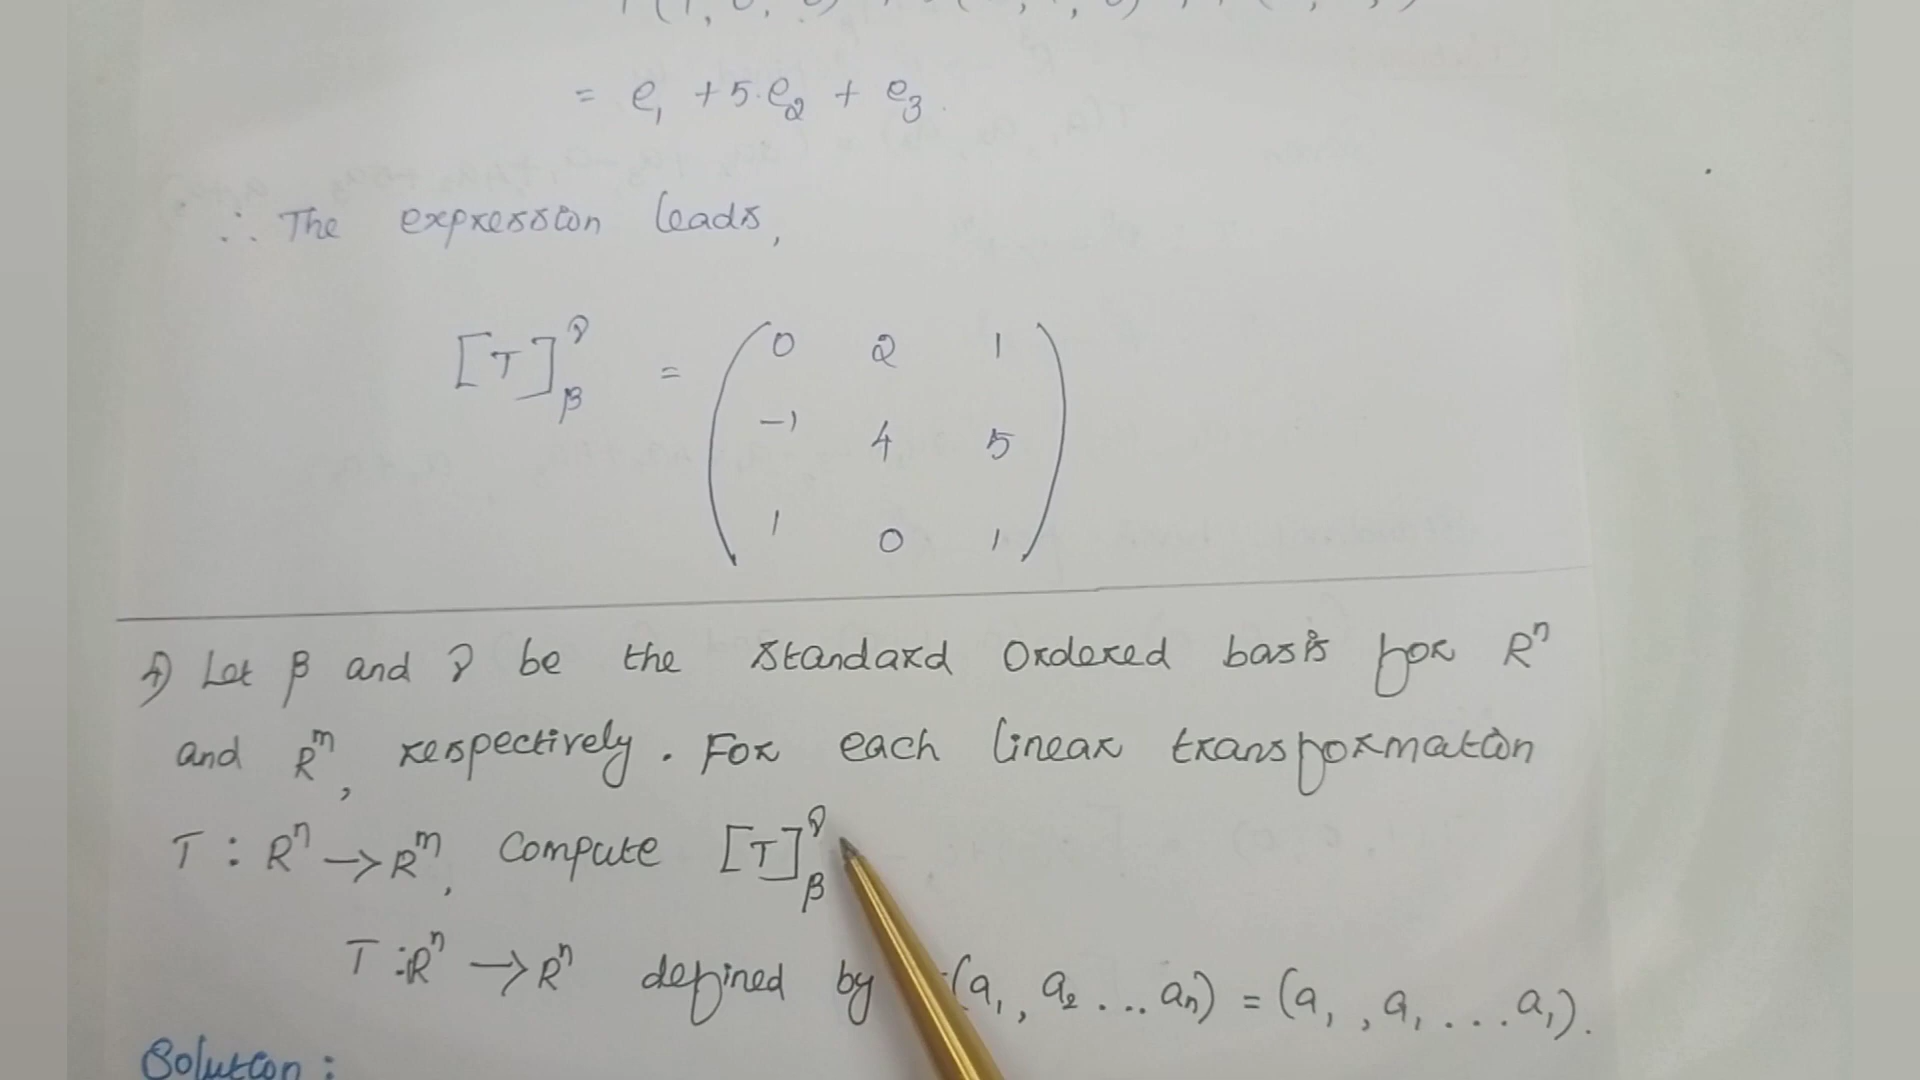 = e₁ + 5.e₂ + e₃.
∴ The expression leads,
[T]ᵧᵦ = ( 0 2 1
-1 4 5
1 0 1 )
4) Let β and γ be the standard Ordered basis for Rⁿ
and Rᵐ, respectively. For each linear transformation
T : Rⁿ → Rᵐ, Compute [T]ᵧᵦ
T : Rⁿ → Rⁿ defined by (a₁, a₂ ... aₙ) = (a₁, a₁ ... a₁).
Solution :